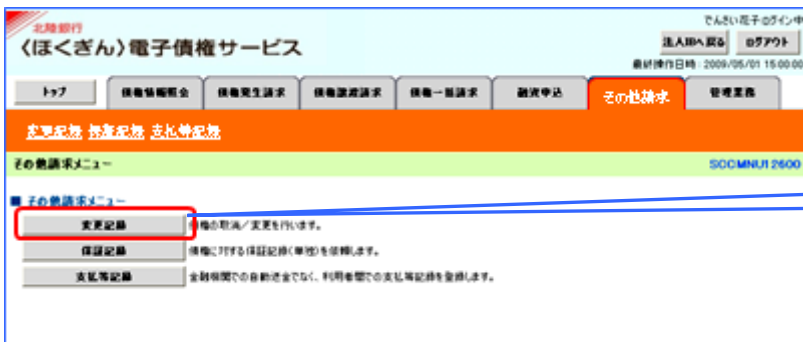 北陸銀行
でんさい花子 ログイン中
〈ほくぎん〉電子債権サービス
法人IBへ戻る ログアウト
最終操作日時:2009/05/01 15:00:00
トップ 債権情報照会 債権発生請求 債権譲渡請求 債権一括請求 融資申込 その他請求 管理業務
変更記録 保証記録 支払等記録
その他請求メニュー SCCMNU12600
■ その他請求メニュー
変更記録 債権の取消/変更を行います。
保証記録 債権に対する保証記録(単独)を依頼します。
支払等記録 金融機関での自動送金でなく、利用者間での支払等記録を登録します。